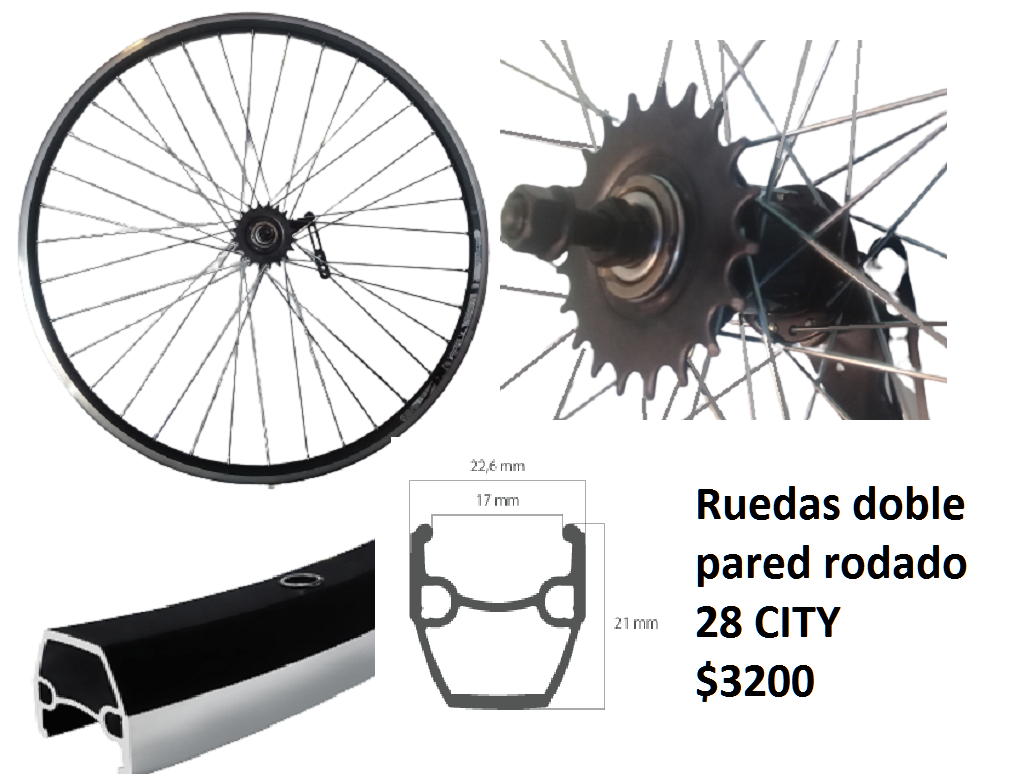 22,6 mm
17 mm
21 mm
Ruedas doble
pared rodado
28 CITY
$3200